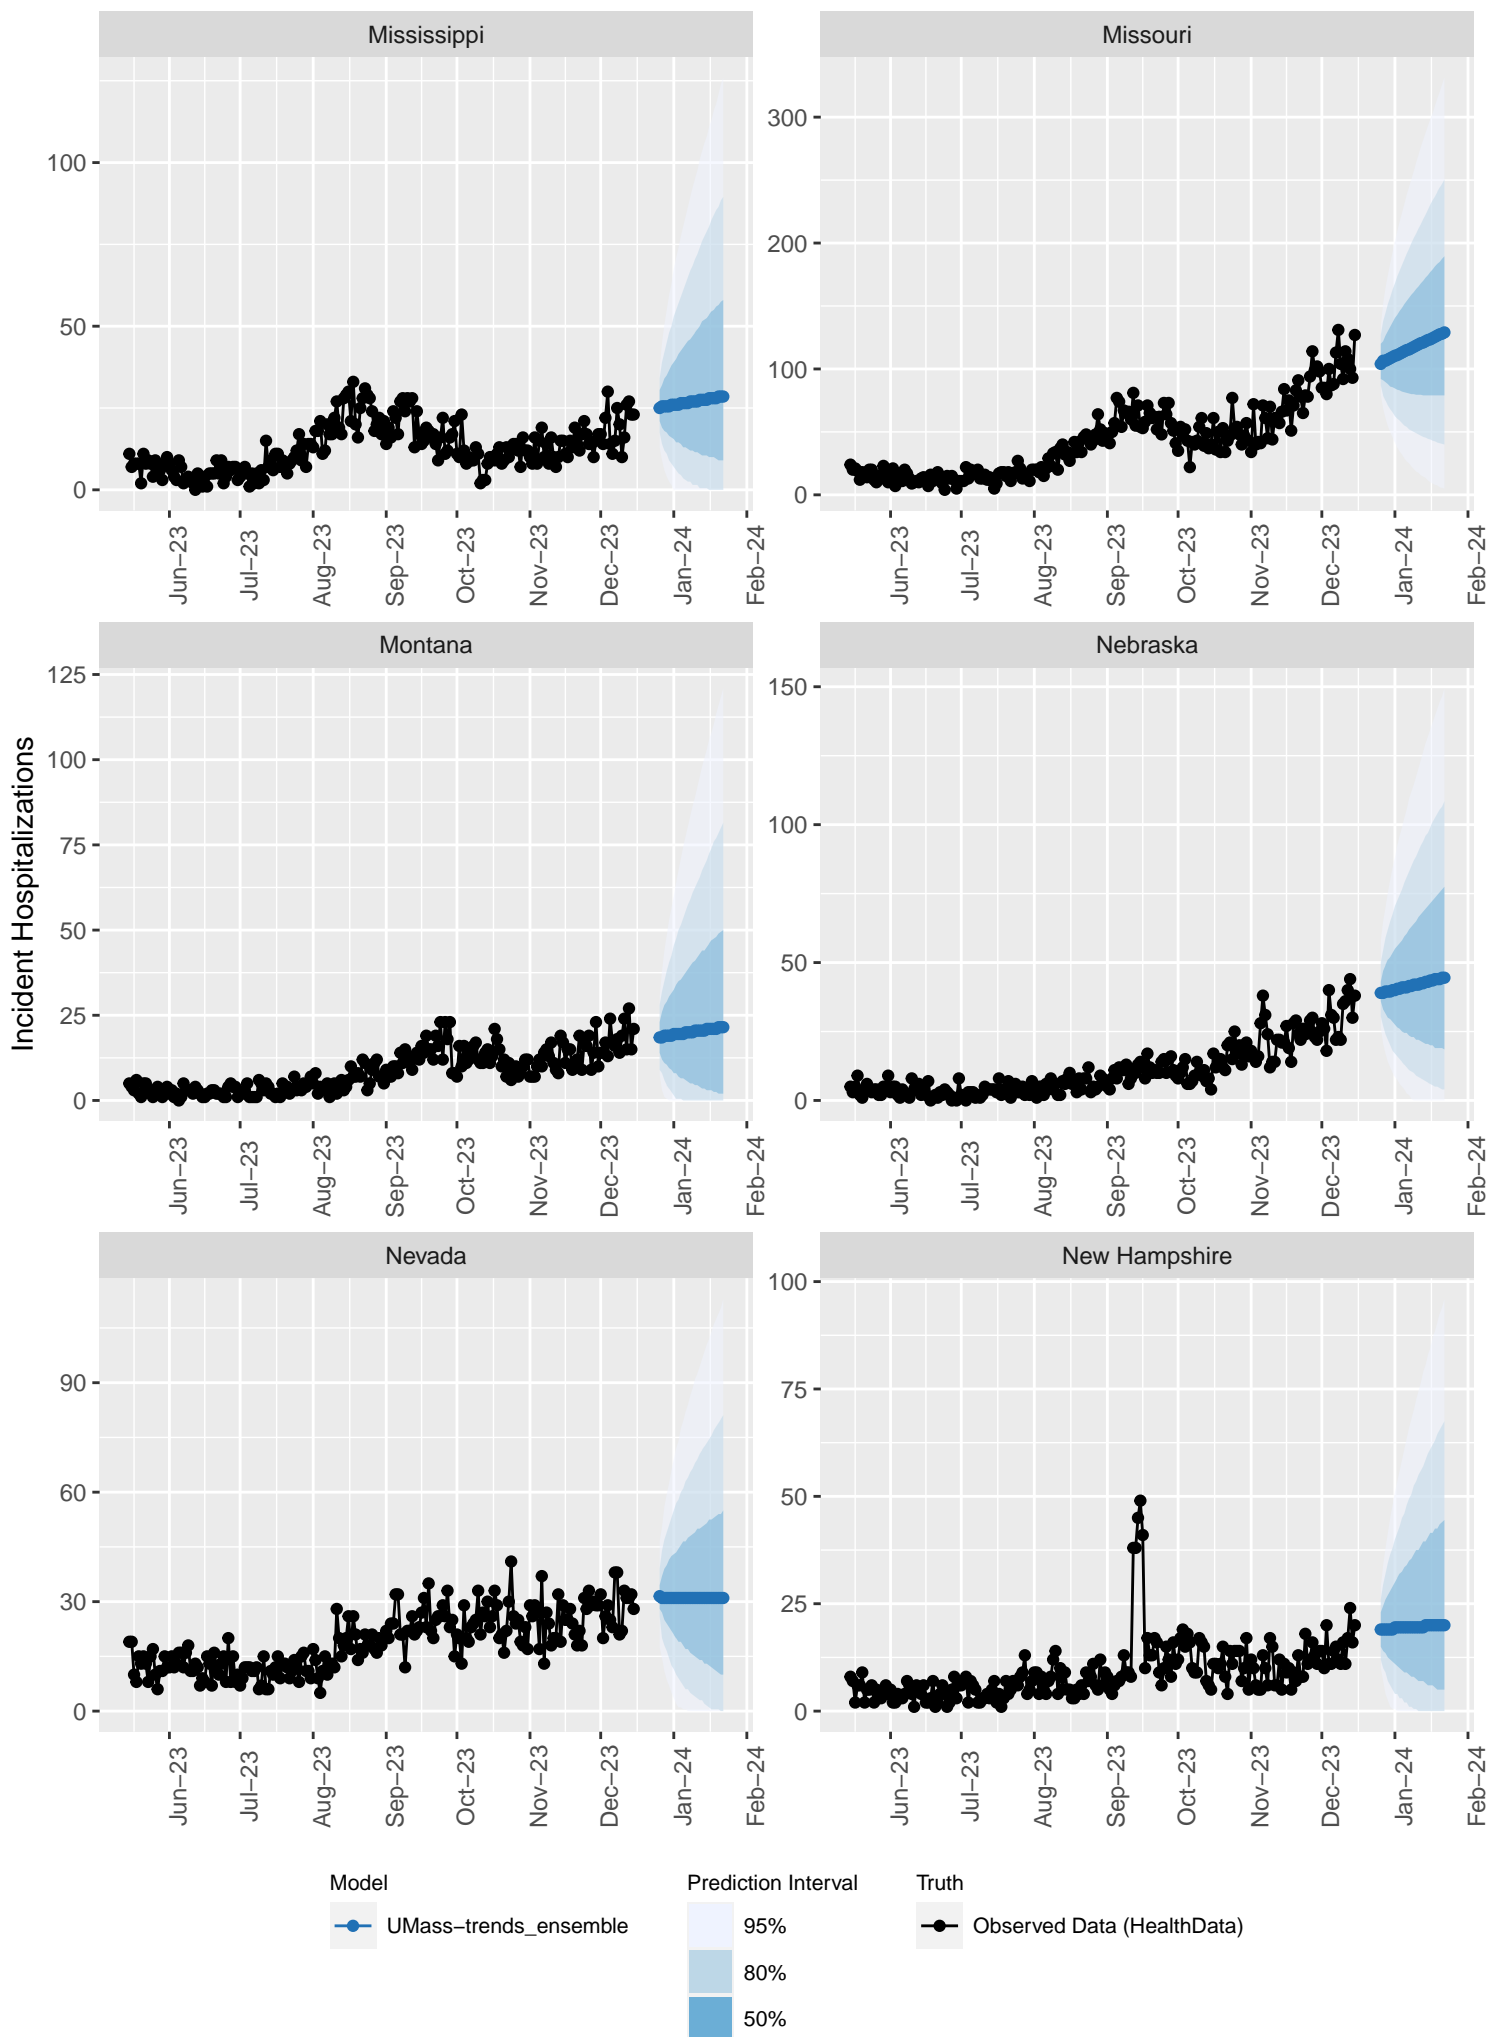 Mississippi
Missouri
100
50
0
300
200
100
0
Jun−23
Jul−23
Aug−23
Sep−23
Oct−23
Nov−23
Dec−23
Jan−24
Feb−24
Jun−23
Jul−23
Aug−23
Sep−23
Oct−23
Nov−23
Dec−23
Jan−24
Feb−24
Incident Hospitalizations
Montana
Nebraska
125
100
75
50
25
0
150
100
50
0
Jun−23
Jul−23
Aug−23
Sep−23
Oct−23
Nov−23
Dec−23
Jan−24
Feb−24
Jun−23
Jul−23
Aug−23
Sep−23
Oct−23
Nov−23
Dec−23
Jan−24
Feb−24
Nevada
New Hampshire
90
60
30
0
100
75
50
25
0
Jun−23
Jul−23
Aug−23
Sep−23
Oct−23
Nov−23
Dec−23
Jan−24
Feb−24
Jun−23
Jul−23
Aug−23
Sep−23
Oct−23
Nov−23
Dec−23
Jan−24
Feb−24
Model
UMass−trends_ensemble
Prediction Interval
95%
80%
50%
Truth
Observed Data (HealthData)